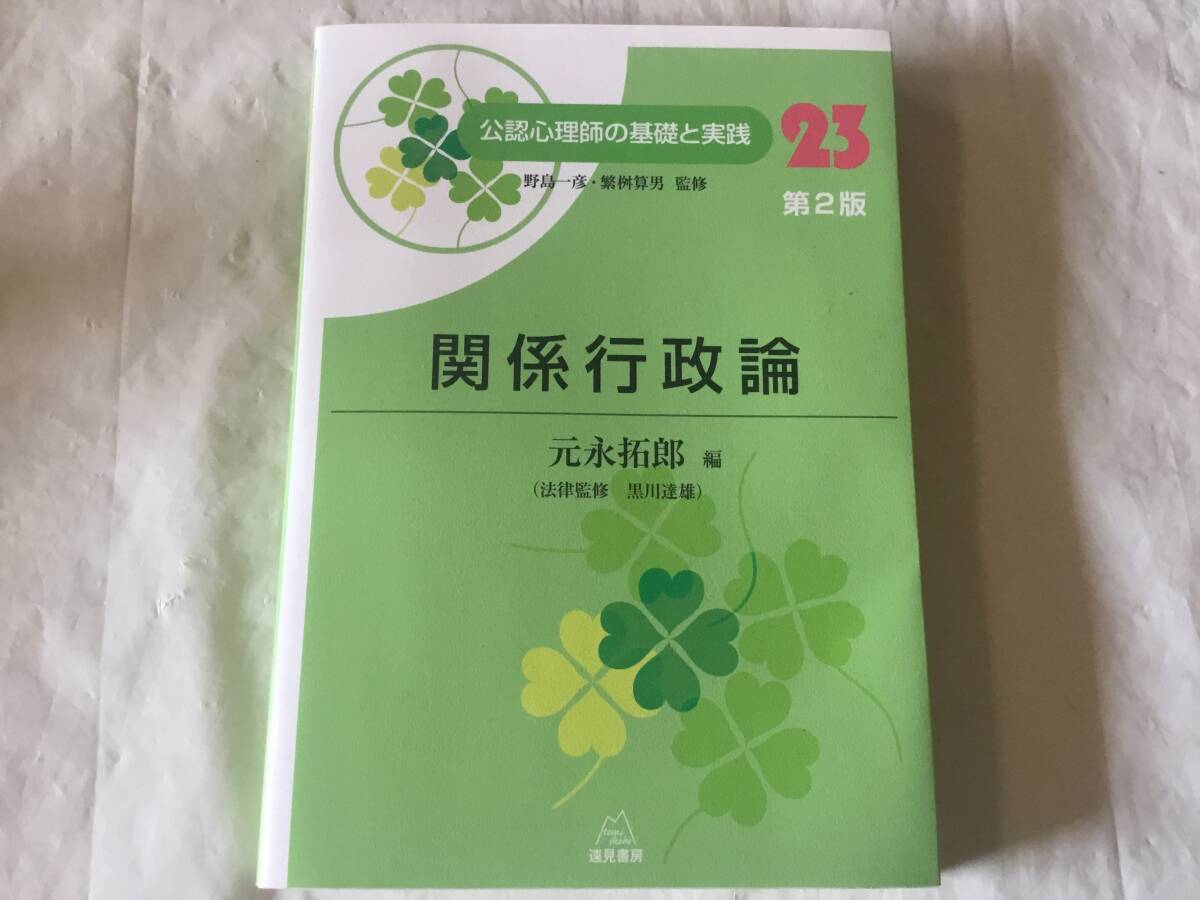 公認心理師の基礎と実践
23
野島一彦・繁桝算男 監修
第2版
関係行政論
元永拓郎 編
(法律監修 黒川達雄)
tomi
shobo
遠見書房